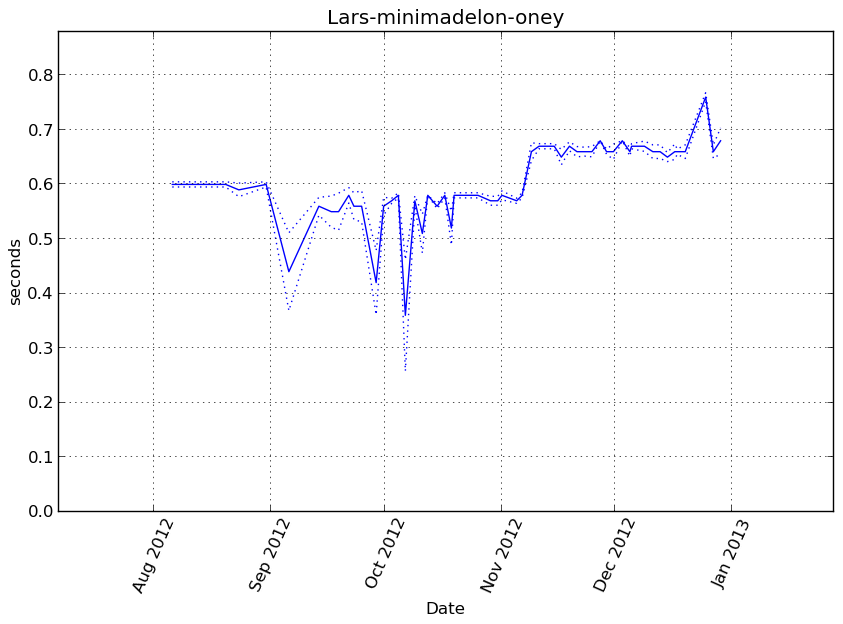 Lars-minimadelon-oney
0.8
0.7
0.6
0.5
0.4
0.3
0.2
0.1
0.0
seconds
Aug 2012
Sep 2012
Oct 2012
Nov 2012
Dec 2012
Jan 2013
Date